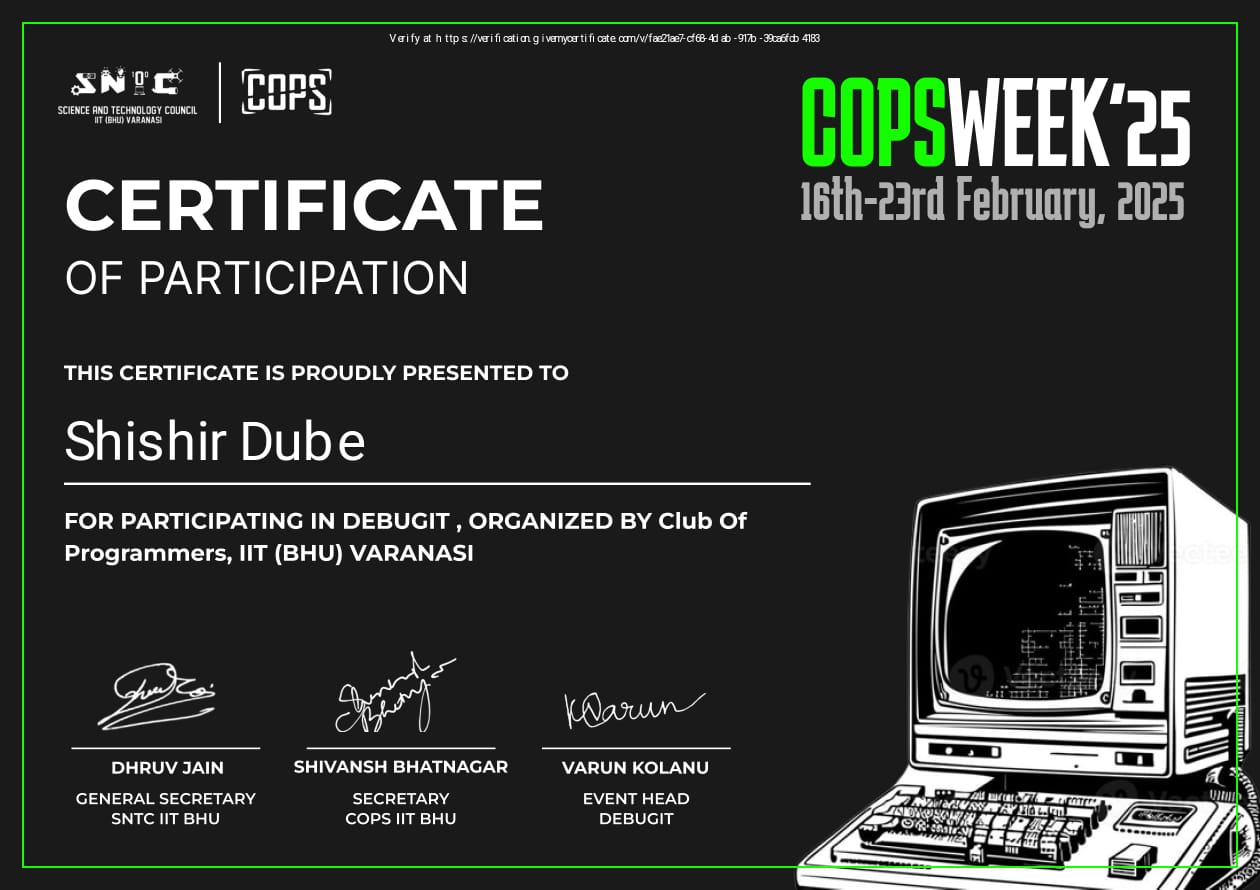 Verify at https://verification.givemycertificate.com/v/fae21ae7-cf68-4dab-917b-39ca6fcb4183
SNTC
SCIENCE AND TECHNOLOGY COUNCIL
IIT (BHU) VARANASI
COPS
COPSWEEK'25
16th-23rd February, 2025
CERTIFICATE
OF PARTICIPATION
THIS CERTIFICATE IS PROUDLY PRESENTED TO
Shishir Dube
FOR PARTICIPATING IN DEBUGIT , ORGANIZED BY Club Of
Programmers, IIT (BHU) VARANASI
KVarun
DHRUV JAIN
GENERAL SECRETARY
SNTC IIT BHU
SHIVANSH BHATNAGAR
SECRETARY
COPS IIT BHU
VARUN KOLANU
EVENT HEAD
DEBUGIT